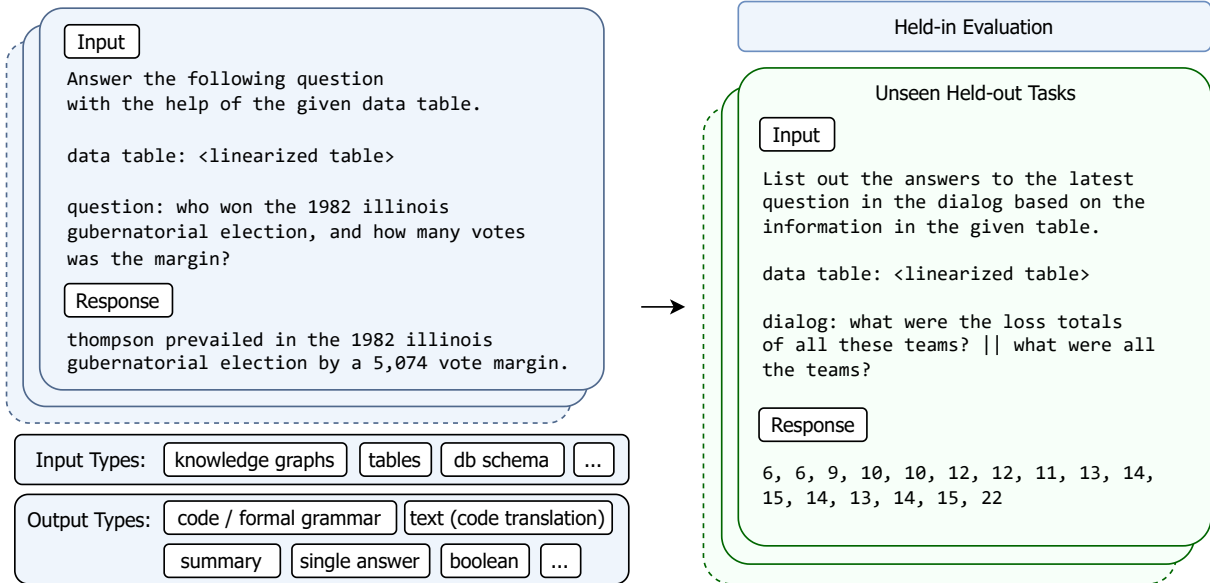 Input
Answer the following question
with the help of the given data table.
data table: <linearized table>
question: who won the 1982 illinois
gubernatorial election, and how many votes
was the margin?
Response
thompson prevailed in the 1982 illinois
gubernatorial election by a 5,074 vote margin.
Input Types: knowledge graphs tables db schema ...
Output Types: code / formal grammar text (code translation)
summary single answer boolean ...
Held-in Evaluation
Unseen Held-out Tasks
Input
List out the answers to the latest
question in the dialog based on the
information in the given table.
data table: <linearized table>
dialog: what were the loss totals
of all these teams? || what were all
the teams?
Response
6, 6, 9, 10, 10, 12, 12, 11, 13, 14,
15, 14, 13, 14, 15, 22